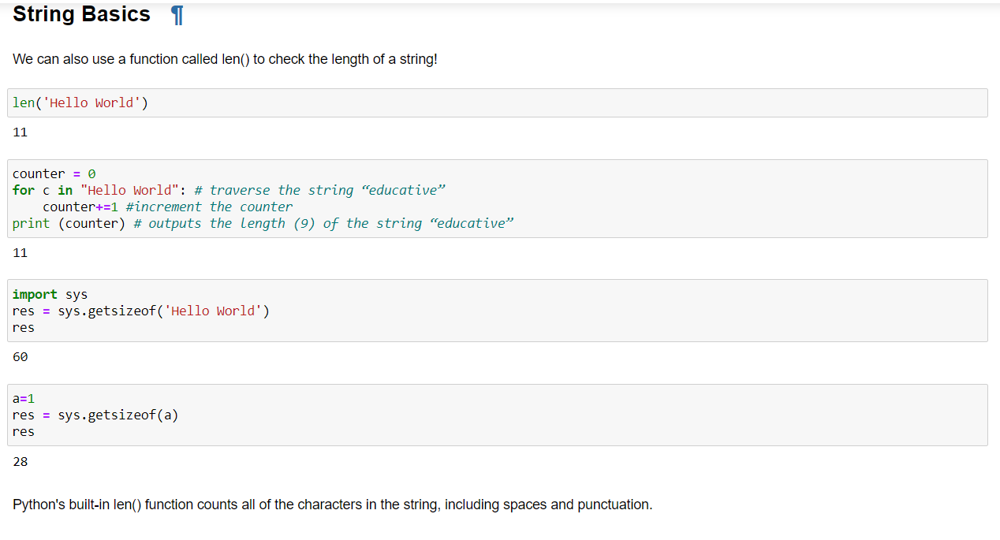 String Basics ¶
We can also use a function called len() to check the length of a string!
len('Hello World')
11
counter = 0
for c in "Hello World": # traverse the string “educative”
    counter+=1 #increment the counter
print (counter) # outputs the length (9) of the string “educative”
11
import sys
res = sys.getsizeof('Hello World')
res
60
a=1
res = sys.getsizeof(a)
res
28
Python's built-in len() function counts all of the characters in the string, including spaces and punctuation.